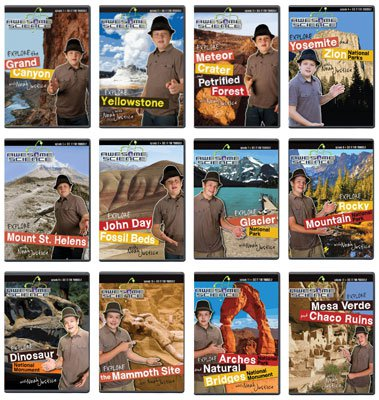 AWESOME
SCIENCE
EXPLORE the
Grand
Canyon
with Noah Justice
AWESOME
SCIENCE
EXPLORE
Yellowstone
with Noah Justice
AWESOME
SCIENCE
EXPLORE
Meteor
Crater
and
Petrified
Forest
with Noah Justice
AWESOME
SCIENCE
EXPLORE
Yosemite and
Zion National
Parks
with Noah Justice
AWESOME
SCIENCE
EXPLORE
Mount St. Helens
with Noah Justice
AWESOME
SCIENCE
EXPLORE
John Day
Fossil Beds
with Noah Justice
AWESOME
SCIENCE
EXPLORE
Glacier
National
Park
with Noah Justice
AWESOME
SCIENCE
EXPLORE
Rocky
Mountain National
Park
with Noah Justice
AWESOME
SCIENCE
EXPLORE
Dinosaur
National
Monument
with Noah Justice
AWESOME
SCIENCE
EXPLORE
the Mammoth Site
with Noah Justice
AWESOME
SCIENCE
EXPLORE
Arches and
Natural
Bridges National
Monument
with Noah Justice
AWESOME
SCIENCE
EXPLORE
Mesa Verde
and Chaco Ruins
with Noah Justice